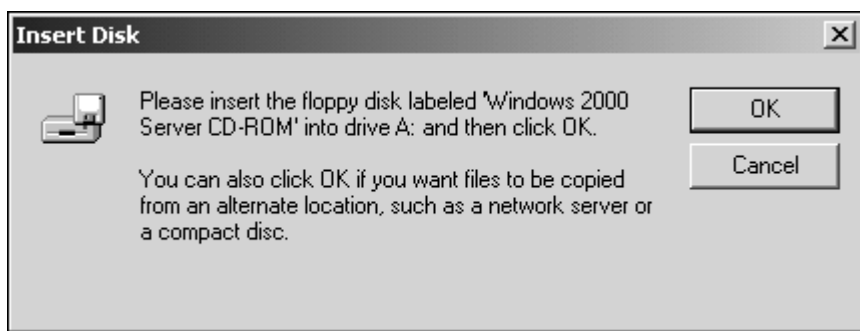 Insert Disk
Please insert the floppy disk labeled 'Windows 2000
Server CD-ROM' into drive A: and then click OK.
You can also click OK if you want files to be copied
from an alternate location, such as a network server or
a compact disc.
OK
Cancel